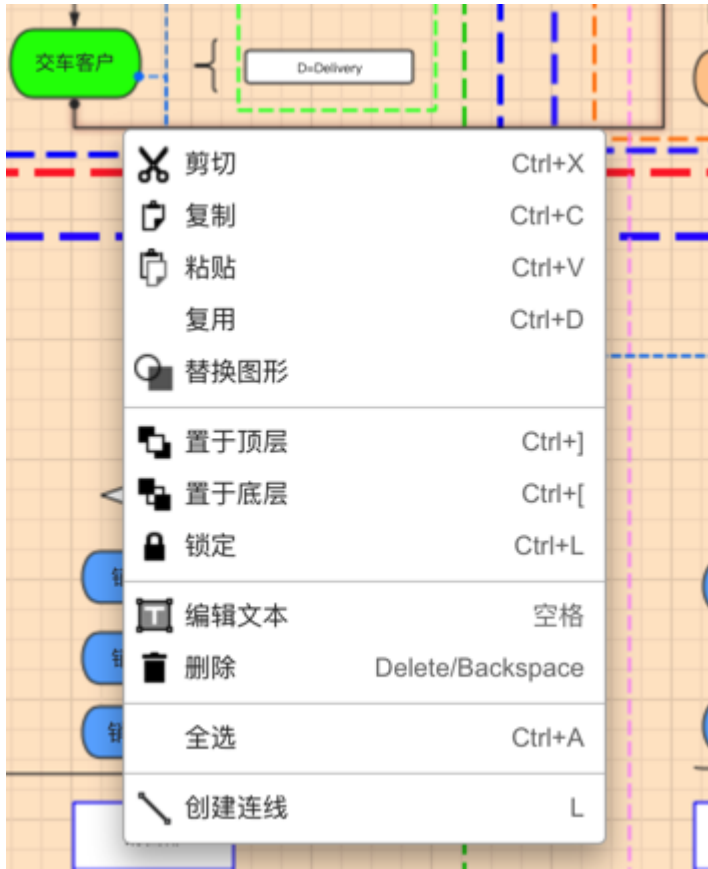 交车客户
D=Delivery
剪切 Ctrl+X
复制 Ctrl+C
粘贴 Ctrl+V
复用 Ctrl+D
替换图形
置于顶层 Ctrl+]
置于底层 Ctrl+[
锁定 Ctrl+L
编辑文本 空格
删除 Delete/Backspace
全选 Ctrl+A
创建连线 L